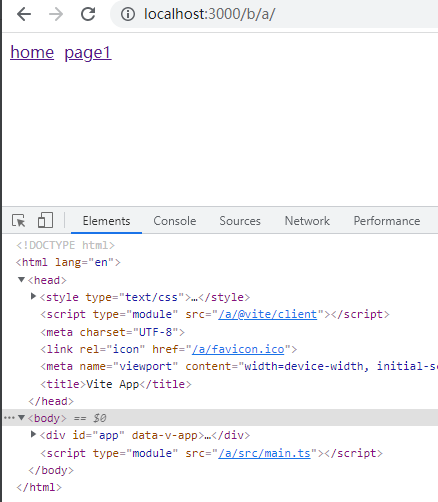 localhost:3000/b/a/
home page1
Elements Console Sources Network Performance
<!DOCTYPE html>
<html lang="en">
<head>
<style type="text/css">…</style>
<script type="module" src="/a/@vite/client"></script>
<meta charset="UTF-8">
<link rel="icon" href="/a/favicon.ico">
<meta name="viewport" content="width=device-width, initial-s
<title>Vite App</title>
</head>
…<body> == $0
<div id="app" data-v-app>…</div>
<script type="module" src="/a/src/main.ts"></script>
</body>
</html>